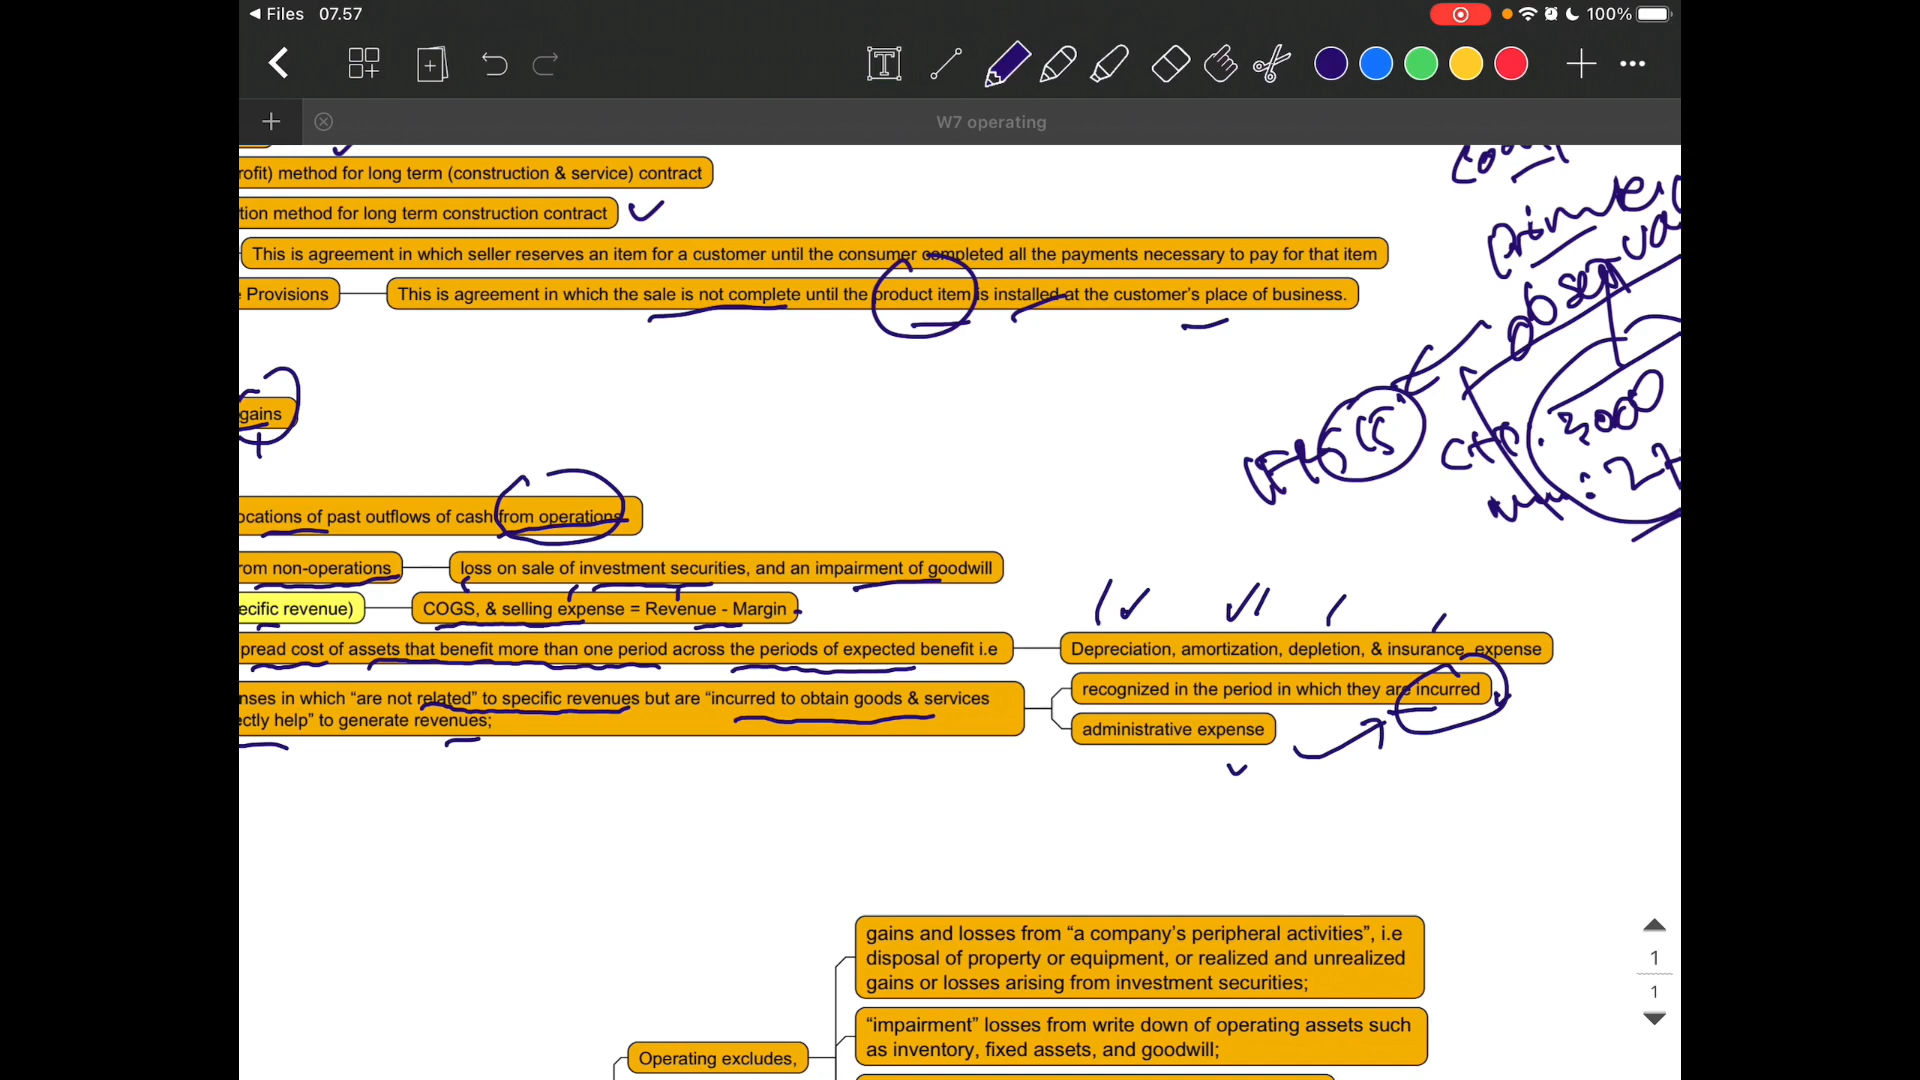 Files 07.57
100%
W7 operating
rofit) method for long term (construction & service) contract
tion method for long term construction contract
This is agreement in which seller reserves an item for a customer until the consumer completed all the payments necessary to pay for that item
e Provisions
This is agreement in which the sale is not complete until the product item is installed at the customer's place of business.
gains
IFRS 15
3000
ocations of past outflows of cash from operations
rom non-operations
loss on sale of investment securities, and an impairment of goodwill
ecific revenue)
COGS, & selling expense = Revenue - Margin
pread cost of assets that benefit more than one period across the periods of expected benefit i.e
Depreciation, amortization, depletion, & insurance expense
nses in which “are not related” to specific revenues but are “incurred to obtain goods & services
ectly help” to generate revenues;
recognized in the period in which they are incurred
administrative expense
gains and losses from “a company’s peripheral activities”, i.e
disposal of property or equipment, or realized and unrealized
gains or losses arising from investment securities;
“impairment” losses from write down of operating assets such
as inventory, fixed assets, and goodwill;
Operating excludes,
1
1